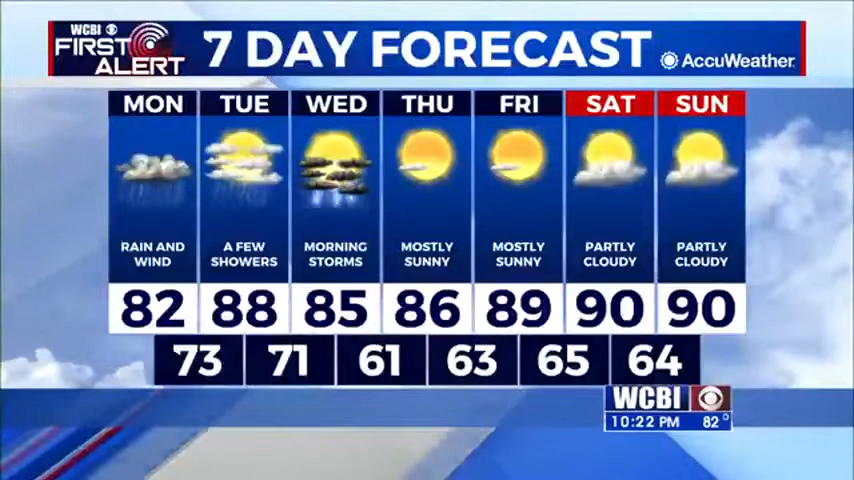 WCBI
FIRST
ALERT
7 DAY FORECAST
AccuWeather
MON TUE WED THU FRI SAT SUN
RAIN AND WIND
A FEW SHOWERS
MORNING STORMS
MOSTLY SUNNY
MOSTLY SUNNY
PARTLY CLOUDY
PARTLY CLOUDY
82 88 85 86 89 90 90
73 71 61 63 65 64
WCBI
10:22 PM 82°